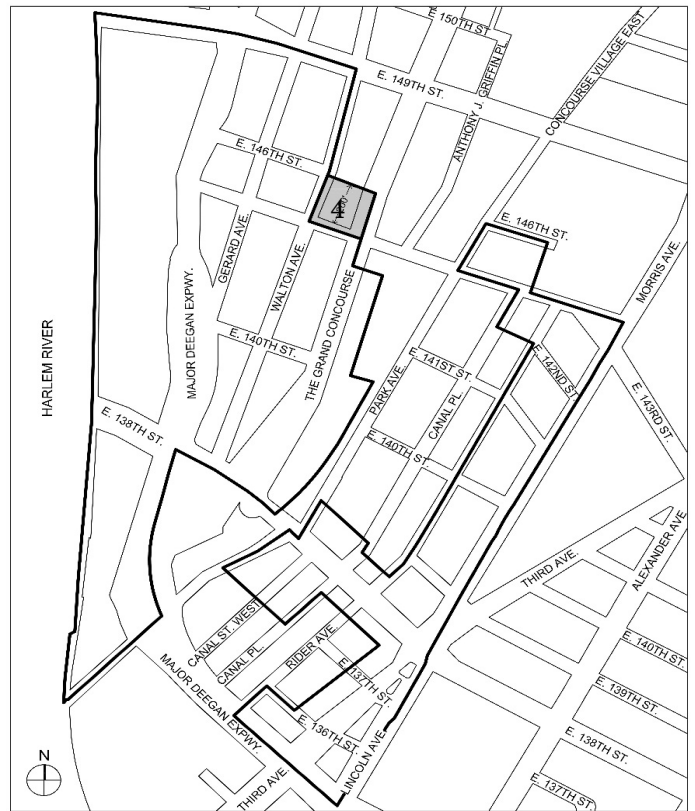 E. 150TH ST.
CONCOURSE VILLAGE EAST
ANTHONY J. GRIFFIN PL.
E. 149TH ST.
E. 146TH ST.
4
E. 146TH ST.
MORRIS AVE.
GERARD AVE.
WALTON AVE.
THE GRAND CONCOURSE
MAJOR DEEGAN EXPWY.
HARLEM RIVER
E. 140TH ST.
E. 141ST ST.
E. 142ND ST.
PARK AVE.
CANAL PL.
E. 143RD ST.
E. 138TH ST.
E. 140TH ST.
THIRD AVE.
ALEXANDER AVE.
CANAL ST. WEST
CANAL PL.
RIDER AVE.
E. 137TH ST.
E. 140TH ST.
E. 139TH ST.
MAJOR DEEGAN EXPWY.
E. 136TH ST.
LINCOLN AVE.
E. 138TH ST.
THIRD AVE.
E. 137TH ST.
N